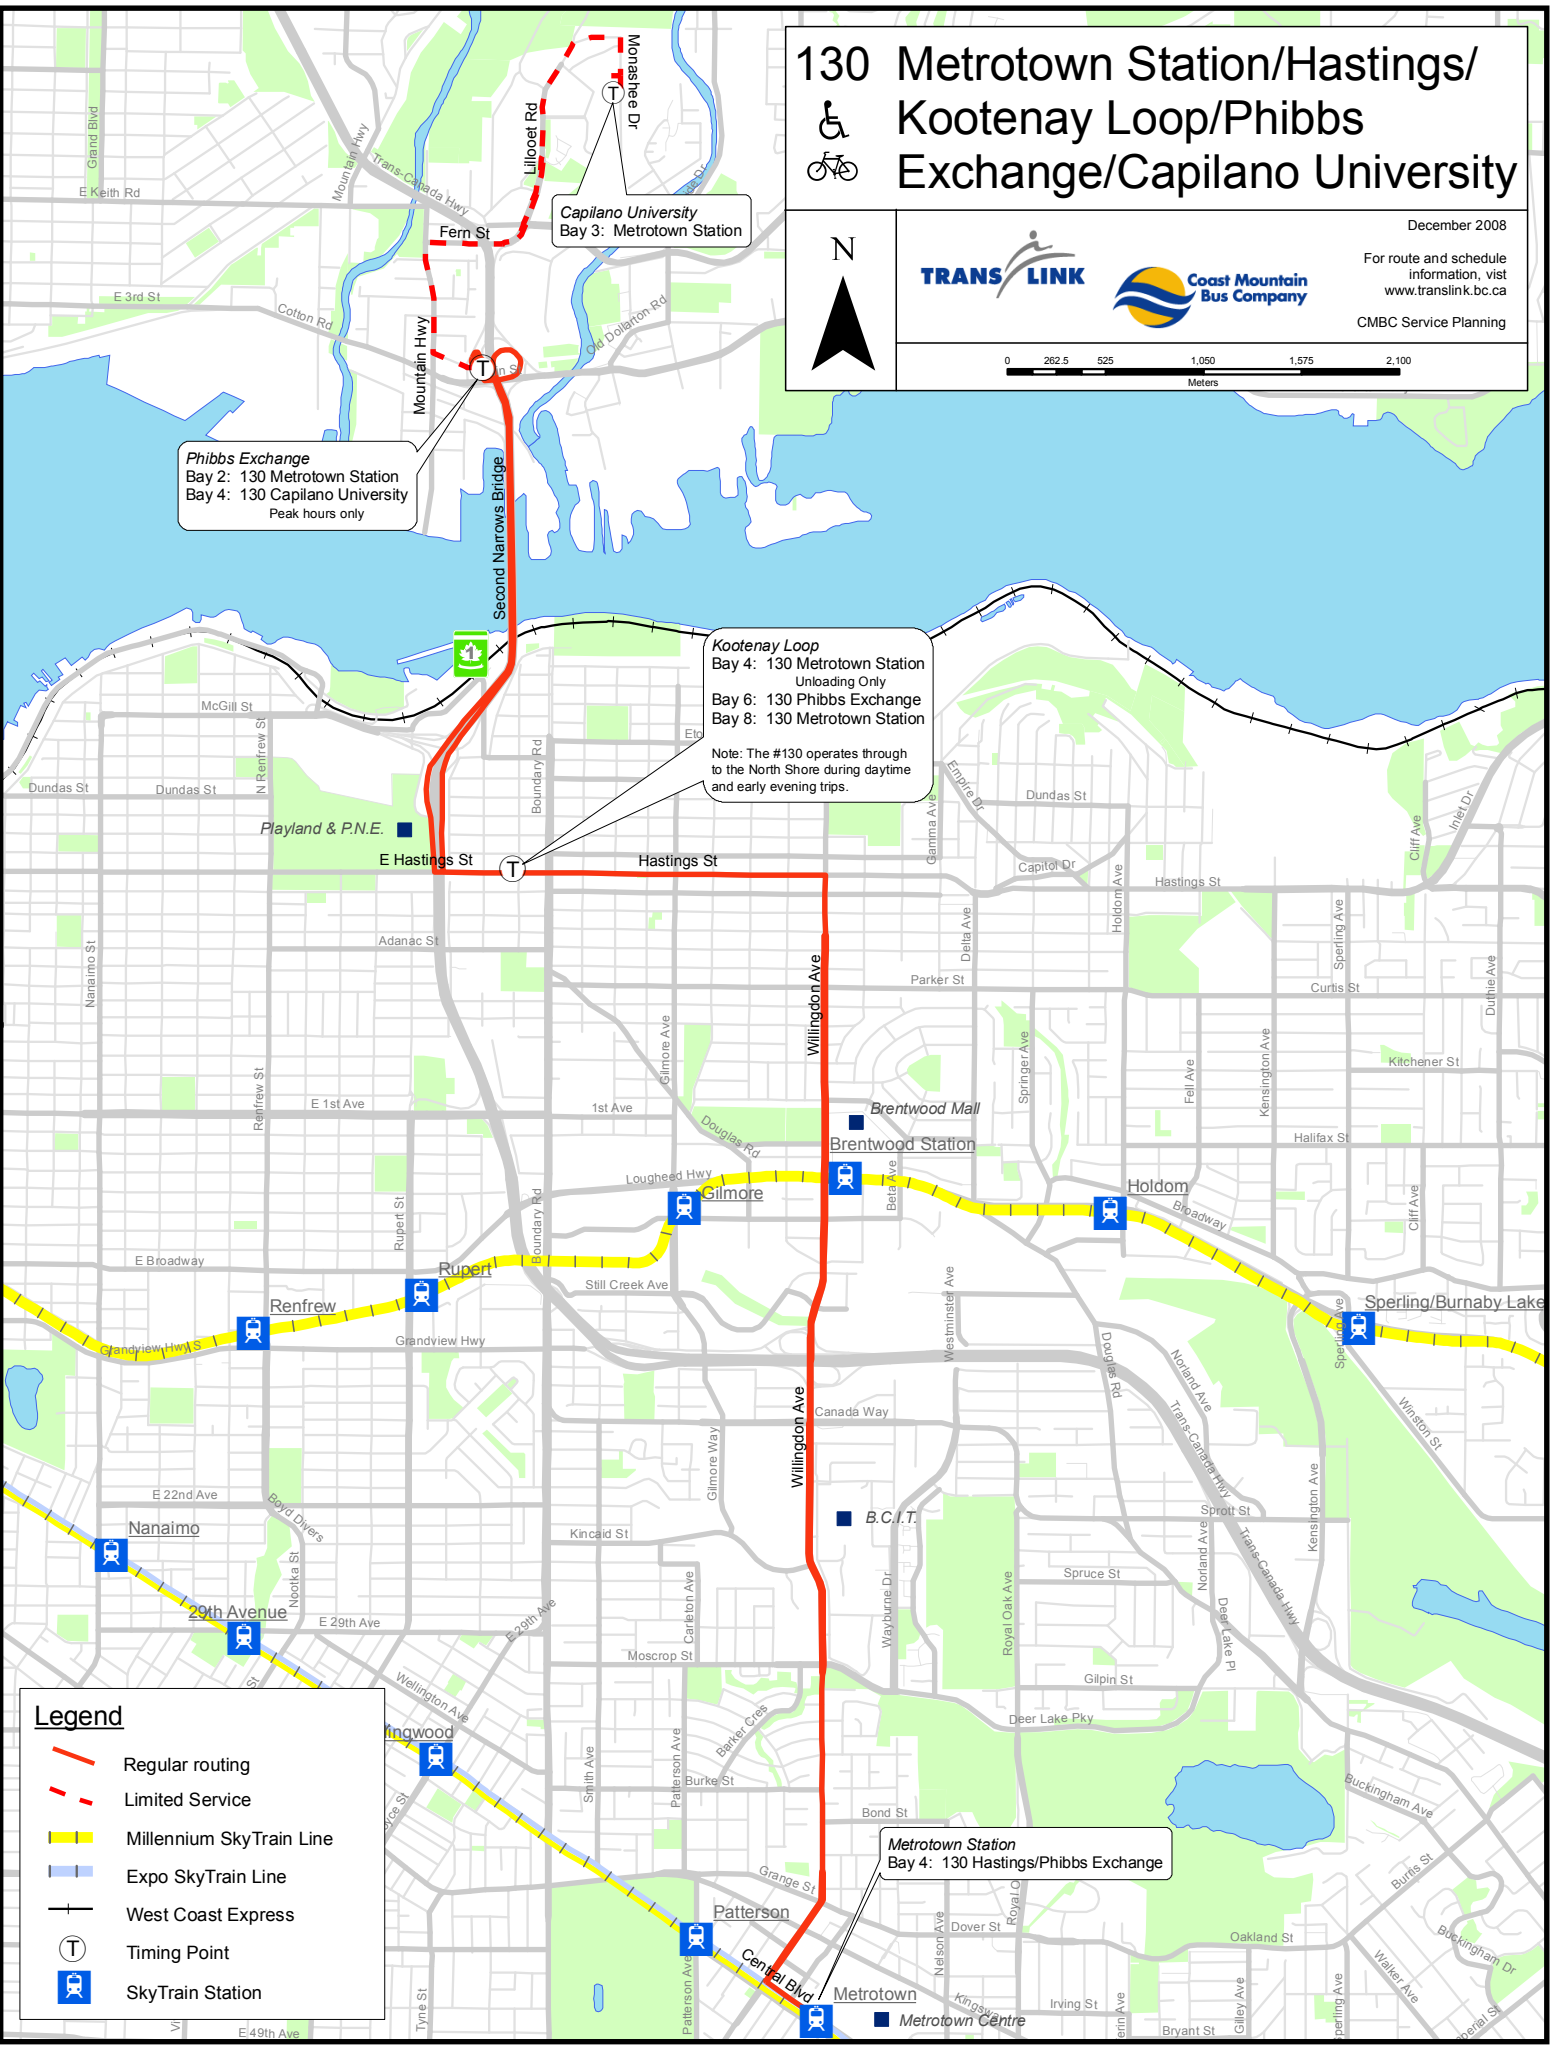 130 Metrotown Station/Hastings/
Kootenay Loop/Phibbs
Exchange/Capilano University
N
TRANS LINK
Coast Mountain
Bus Company
December 2008
For route and schedule
information, vist
www.translink.bc.ca
CMBC Service Planning
0 262.5 525 1,050 1,575 2,100
Meters
Monashee Dr
Lillooet Rd
Grand Blvd
Mountain Hwy
Trans-Canada Hwy
E Keith Rd
Fern St
Capilano University
Bay 3: Metrotown Station
E 3rd St
Cotton Rd
Mountain Hwy
Old Dollarton Rd
T
T
Phibbs Exchange
Bay 2: 130 Metrotown Station
Bay 4: 130 Capilano University
Peak hours only
Second Narrows Bridge
1
Kootenay Loop
Bay 4: 130 Metrotown Station
Unloading Only
Bay 6: 130 Phibbs Exchange
Bay 8: 130 Metrotown Station
Note: The #130 operates through
to the North Shore during daytime
and early evening trips.
McGill St
N Renfrew St
Boundary Rd
Dundas St
Dundas St
Empire Dr
Dundas St
Gamma Ave
Inlet Dr
Cliff Ave
Playland & P.N.E.
E Hastings St
T
Hastings St
Capitol Dr
Hastings St
Holdom Ave
Adanac St
Nanaimo St
Delta Ave
Sperling Ave
Duthie Ave
Willingdon Ave
Parker St
Curtis St
Gilmore Ave
Springer Ave
Fell Ave
Kensington Ave
Kitchener St
Renfrew St
E 1st Ave
1st Ave
Brentwood Mall
Douglas Rd
Brentwood Station
Halifax St
Lougheed Hwy
Gilmore
Beta Ave
Holdom
Broadway
Cliff Ave
Rupert St
Boundary Rd
E Broadway
Rupert
Still Creek Ave
Renfrew
Westminster Ave
Sperling/Burnaby Lake
Sperling Ave
Grandview Hwy S
Grandview Hwy
Douglas Rd
Norland Ave
Trans-Canada Hwy
Winston St
Willingdon Ave
Canada Way
Gilmore Way
E 22nd Ave
Boyd Divers
Nanaimo
Kincaid St
B.C.I.T.
Sprott St
Kensington Ave
Norland Ave
Trans-Canada Hwy
Nootka St
Spruce St
Carleton Ave
Wayburne Dr
Royal Oak Ave
Deer Lake Pl
29th Avenue
E 29th Ave
E 29th Ave
Moscrop St
Gilpin St
Wellington Ave
Barker Cres
Deer Lake Pky
Patterson Ave
Smith Ave
Burke St
Buckingham Ave
Bond St
Metrotown Station
Bay 4: 130 Hastings/Phibbs Exchange
Grange St
Burris St
Patterson
Dover St
Oakland St
Nelson Ave
Buckingham Dr
Walker Ave
Central Blvd
Metrotown
Metrotown Centre
Kingsway
Irving St
Bryant St
Gilley Ave
Patterson Ave
Tyne St
E 49th Ave
Legend
Regular routing
Limited Service
Millennium SkyTrain Line
Expo SkyTrain Line
West Coast Express
T Timing Point
SkyTrain Station